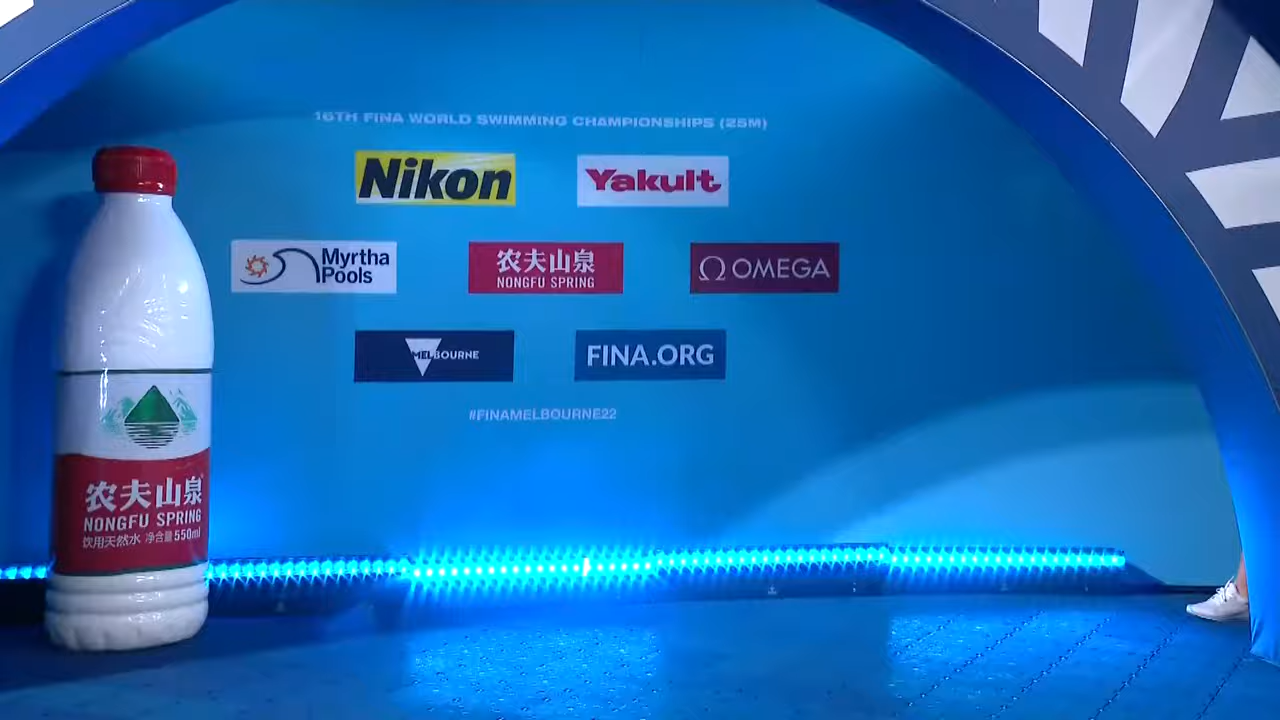 16TH FINA WORLD SWIMMING CHAMPIONSHIPS (25M)
Nikon
Yakult
Myrtha
Pools
农夫山泉
NONGFU SPRING
Ω OMEGA
MELBOURNE
FINA.ORG
#FINAMELBOURNE22
农夫山泉
NONGFU SPRING
饮用天然水 净含量550ml